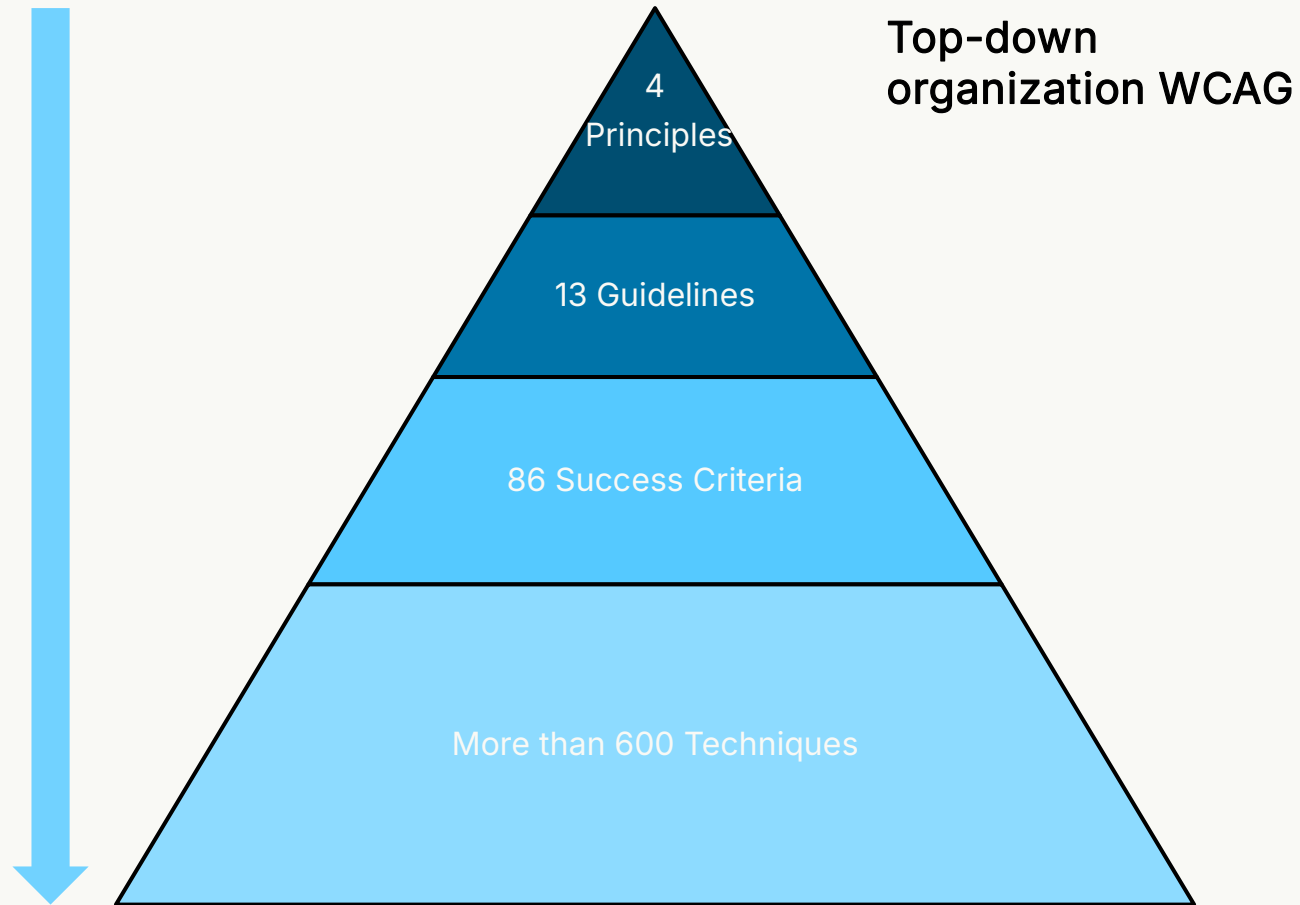 Top-down
organization WCAG
4
Principles
13 Guidelines
86 Success Criteria
More than 600 Techniques